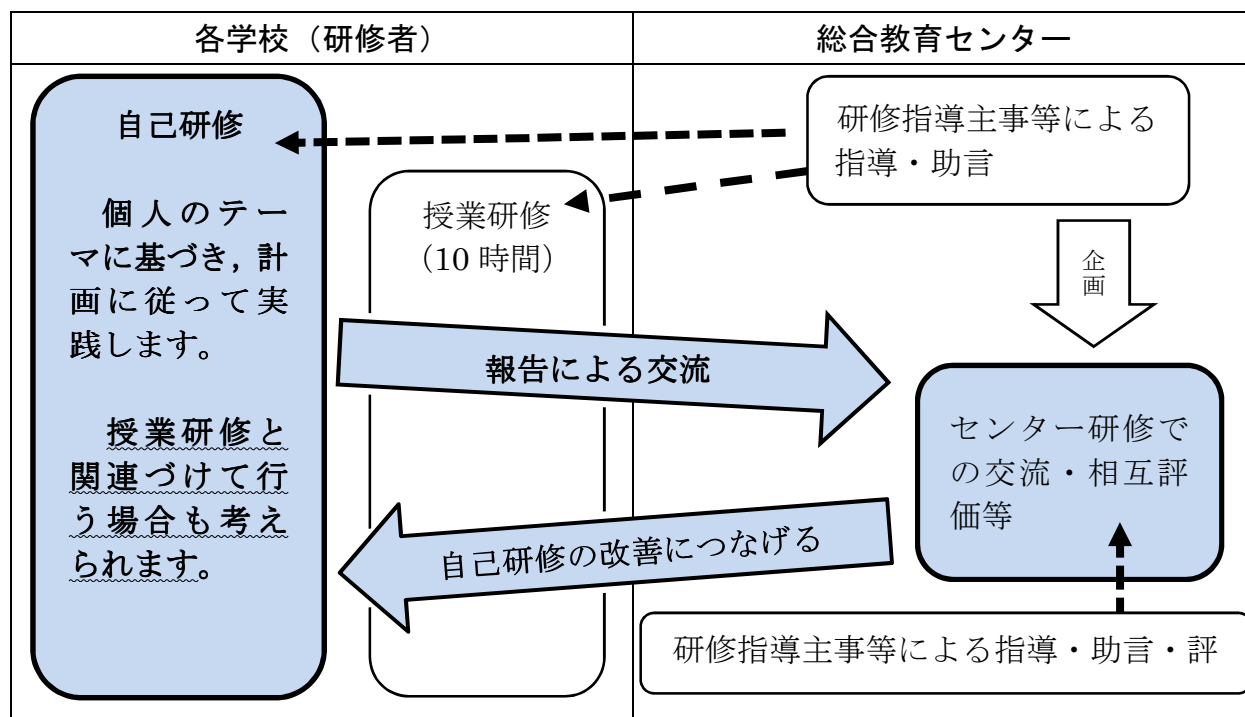 各学校（研修者）
総合教育センター
自己研修
個人のテー
マに基づき，計
画に従って実
践します。
授業研修と
関連づけて行
う場合も考え
られます。
授業研修
（10 時間）
研修指導主事等による
指導・助言
企画
報告による交流
センター研修で
の交流・相互評
価等
自己研修の改善につなげる
研修指導主事等による指導・助言・評